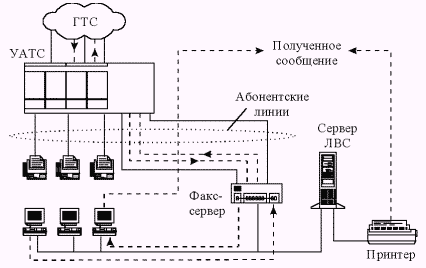 ГТС
УАТС
Полученное
сообщение
Абонентские
линии
Сервер
ЛВС
Факс-
сервер
Принтер